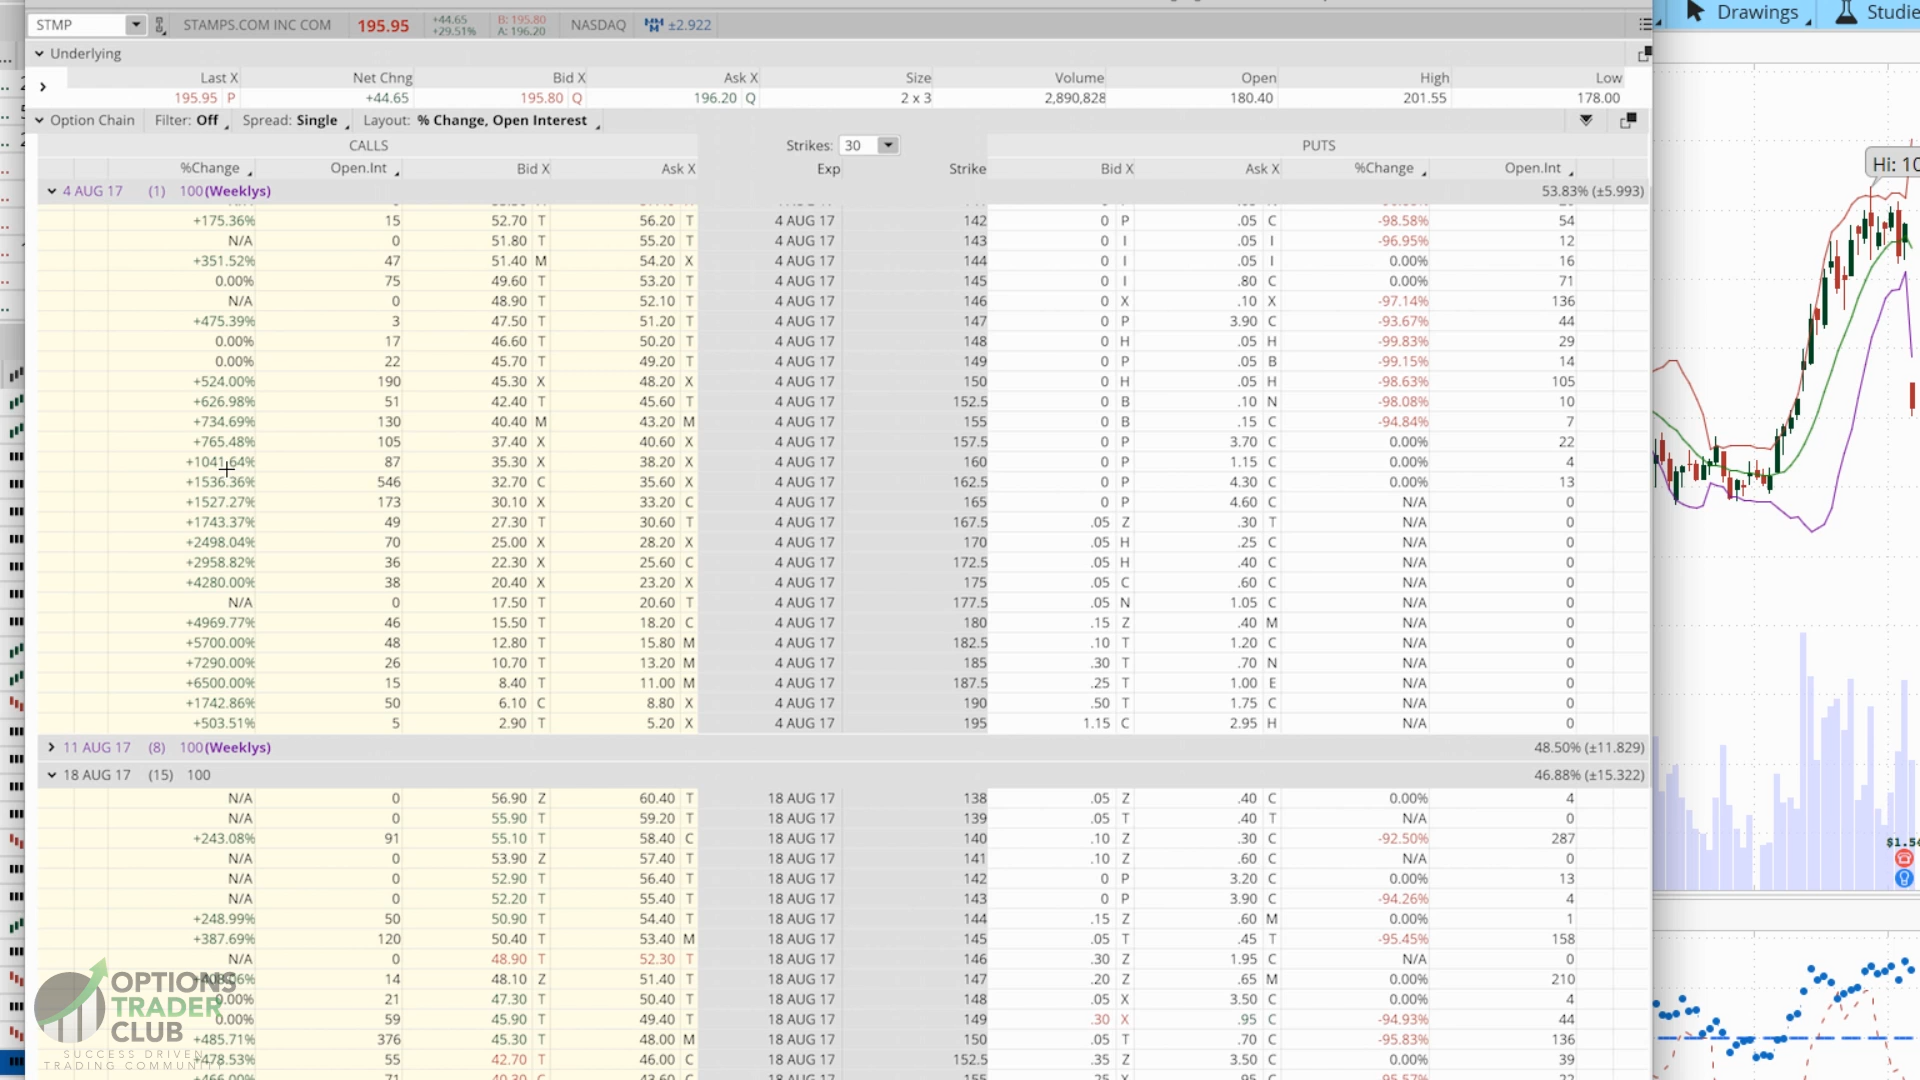 Drawings
Studie
STMP
STAMPS.COM INC COM
195.95
+44.65
+29.51%
B: 195.80
A: 196.20
NASDAQ
±2.922
Underlying
Last X Net Chng Bid X Ask X Size Volume Open High Low
195.95 P +44.65 195.80 Q 196.20 Q 2 x 3 2,890,828 180.40 201.55 178.00
Option Chain Filter: Off Spread: Single Layout: % Change, Open Interest
CALLS Strikes: 30 PUTS
%Change Open.Int Bid X Ask X Exp Strike Bid X Ask X %Change Open.Int
4 AUG 17 (1) 100 (Weeklys) 53.83% (±5.993)
+175.36% 15 52.70 T 56.20 T 4 AUG 17 142 0 P .05 C -98.58% 54
N/A 0 51.80 T 55.20 T 4 AUG 17 143 0 I .05 I -96.95% 12
+351.52% 47 51.40 M 54.20 X 4 AUG 17 144 0 I .05 I 0.00% 16
0.00% 75 49.60 T 53.20 T 4 AUG 17 145 0 I .80 C 0.00% 71
N/A 0 48.90 T 52.10 T 4 AUG 17 146 0 X .10 X -97.14% 136
+475.39% 3 47.50 T 51.20 T 4 AUG 17 147 0 P 3.90 C -93.67% 44
0.00% 17 46.60 T 50.20 T 4 AUG 17 148 0 H .05 H -99.83% 29
0.00% 22 45.70 T 49.20 T 4 AUG 17 149 0 P .05 B -99.15% 14
+524.00% 190 45.30 X 48.20 X 4 AUG 17 150 0 H .05 H -98.63% 105
+626.98% 51 42.40 T 45.60 T 4 AUG 17 152.5 0 B .10 N -98.08% 10
+734.69% 130 40.40 M 43.20 M 4 AUG 17 155 0 B .15 C -94.84% 7
+765.48% 105 37.40 X 40.60 X 4 AUG 17 157.5 0 P 3.70 C 0.00% 22
+1041.64% 87 35.30 X 38.20 X 4 AUG 17 160 0 P 1.15 C 0.00% 4
+1536.36% 546 32.70 C 35.60 X 4 AUG 17 162.5 0 P 4.30 C 0.00% 13
+1527.27% 173 30.10 X 33.20 C 4 AUG 17 165 0 P 4.60 C N/A 0
+1743.37% 49 27.30 T 30.60 T 4 AUG 17 167.5 .05 Z .30 T N/A 0
+2498.04% 70 25.00 X 28.20 X 4 AUG 17 170 .05 H .25 C N/A 0
+2958.82% 36 22.30 X 25.60 C 4 AUG 17 172.5 .05 H .40 C N/A 0
+4280.00% 38 20.40 X 23.20 X 4 AUG 17 175 .05 C .60 C N/A 0
N/A 0 17.50 T 20.60 T 4 AUG 17 177.5 .05 N 1.05 C N/A 0
+4969.77% 46 15.50 T 18.20 C 4 AUG 17 180 .15 Z .40 M N/A 0
+5700.00% 48 12.80 T 15.80 M 4 AUG 17 182.5 .10 T 1.20 C N/A 0
+7290.00% 26 10.70 T 13.20 M 4 AUG 17 185 .30 T .70 N N/A 0
+6500.00% 15 8.40 T 11.00 M 4 AUG 17 187.5 .25 T 1.00 E N/A 0
+1742.86% 50 6.10 C 8.80 X 4 AUG 17 190 .50 T 1.75 C N/A 0
+503.51% 5 2.90 T 5.20 X 4 AUG 17 195 1.15 C 2.95 H N/A 0
11 AUG 17 (8) 100 (Weeklys) 48.50% (±11.829)
18 AUG 17 (15) 100 46.88% (±15.322)
N/A 0 56.90 Z 60.40 T 18 AUG 17 138 .05 Z .40 C 0.00% 4
N/A 0 55.90 T 59.20 T 18 AUG 17 139 .05 T .40 T N/A 0
+243.08% 91 55.10 T 58.40 C 18 AUG 17 140 .10 Z .30 C -92.50% 287
N/A 0 53.90 Z 57.40 T 18 AUG 17 141 .10 Z .60 C N/A 0
N/A 0 52.90 T 56.40 T 18 AUG 17 142 0 P 3.20 C 0.00% 13
N/A 0 52.20 T 55.40 T 18 AUG 17 143 0 P 3.90 C -94.26% 4
+248.99% 50 50.90 T 54.40 T 18 AUG 17 144 .15 Z .60 M 0.00% 1
+387.69% 120 50.40 T 53.40 M 18 AUG 17 145 .05 T .45 T -95.45% 158
N/A 0 48.90 T 52.30 T 18 AUG 17 146 .30 Z 1.95 C N/A 0
14 48.10 Z 51.40 T 18 AUG 17 147 .20 Z .65 M 0.00% 210
0.00% 21 47.30 T 50.40 T 18 AUG 17 148 .05 X 3.50 C 0.00% 4
0.00% 59 45.90 T 49.40 T 18 AUG 17 149 .30 X .95 C -94.93% 44
+485.71% 376 45.30 T 48.00 M 18 AUG 17 150 .05 T .70 C -95.83% 136
+478.53% 55 42.70 T 46.00 C 18 AUG 17 152.5 .35 Z 3.50 C 0.00% 39
OPTIONS
TRADER
CLUB
SUCCESS DRIVEN
TRADING COMMUNITY
Hi: 10
$1.54